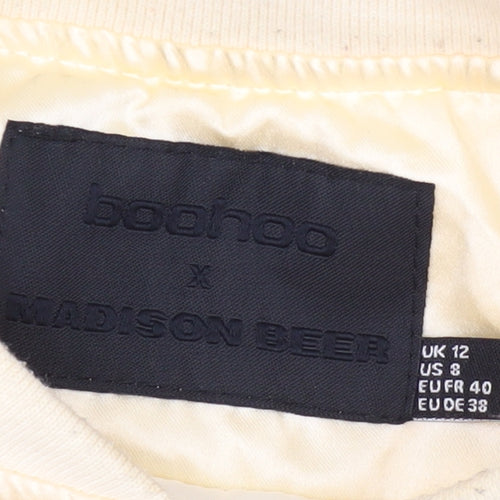 boohoo
X
MADISON BEER
UK 12
US 8
EU FR 40
EU DE 38